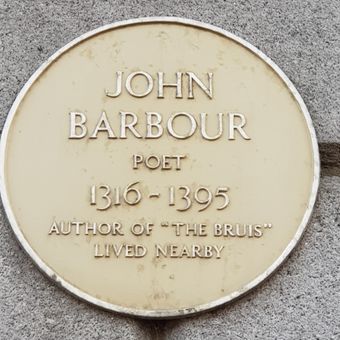 JOHN
BARBOUR
POET
1316-1395
AUTHOR OF "THE BRUIS"
LIVED NEARBY